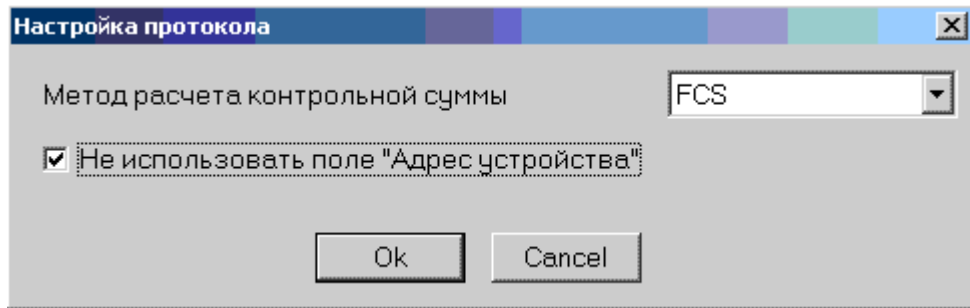 Настройка протокола
Метод расчета контрольной суммы FCS
Не использовать поле "Адрес устройства"
Ok Cancel